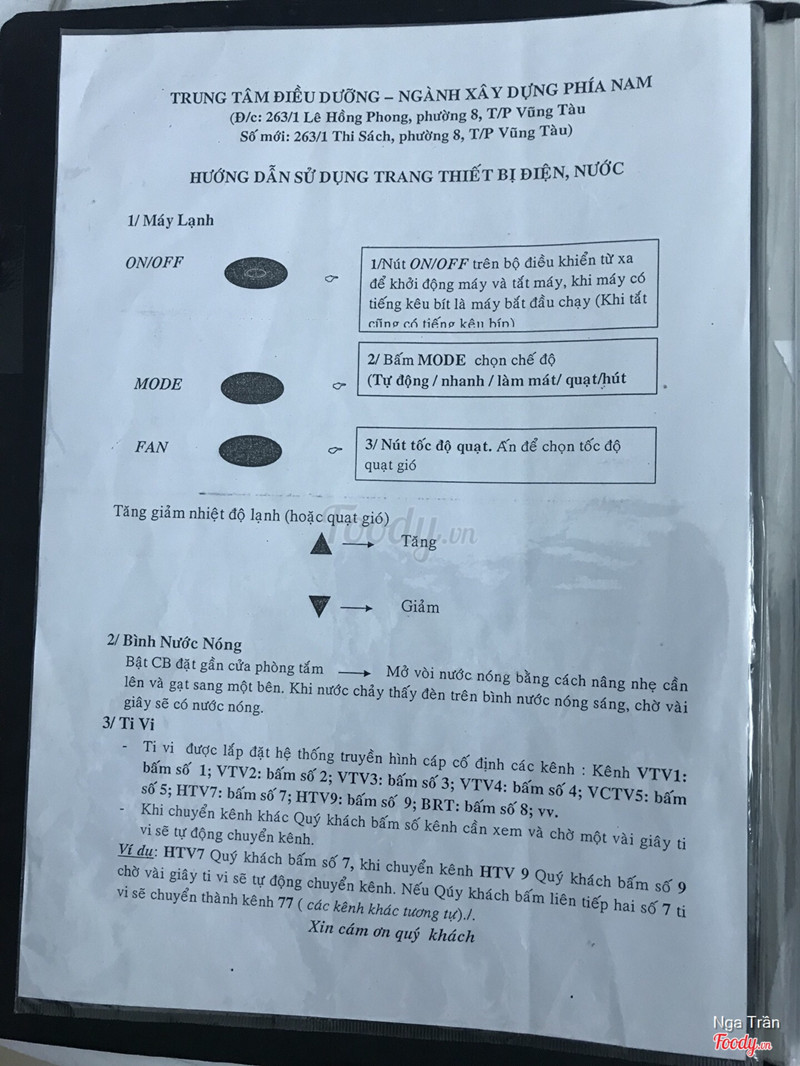 TRUNG TÂM ĐIỀU DƯỠNG – NGÀNH XÂY DỰNG PHÍA NAM
(Đ/c: 263/1 Lê Hồng Phong, phường 8, T/P Vũng Tàu
Số mới: 263/1 Thi Sách, phường 8, T/P Vũng Tàu)
HƯỚNG DẪN SỬ DỤNG TRANG THIẾT BỊ ĐIỆN, NƯỚC
1/ Máy Lạnh
ON/OFF
1/Nút ON/OFF trên bộ điều khiển từ xa
để khởi động máy và tắt máy, khi máy có
tiếng kêu bít là máy bắt đầu chạy (Khi tắt
cũng có tiếng kêu bíp)
MODE
2/ Bấm MODE chọn chế độ
(Tự động / nhanh / làm mát/ quạt/hút
FAN
3/ Nút tốc độ quạt. Ấn để chọn tốc độ
quạt gió
Tăng giảm nhiệt độ lạnh (hoặc quạt gió)
Foody.vn
Tăng
Giảm
2/ Bình Nước Nóng
Bật CB đặt gần cửa phòng tắm → Mở vòi nước nóng bằng cách nâng nhẹ cần
lên và gạt sang một bên. Khi nước chảy thấy đèn trên bình nước nóng sáng, chờ vài
giây sẽ có nước nóng.
3/ Ti Vi
- Ti vi được lắp đặt hệ thống truyền hình cáp cố định các kênh : Kênh VTV1:
bấm số 1; VTV2: bấm số 2; VTV3: bấm số 3; VTV4: bấm số 4; VCTV5: bấm
số 5; HTV7: bấm số 7; HTV9: bấm số 9; BRT: bấm số 8; vv.
- Khi chuyển kênh khác Quý khách bấm số kênh cần xem và chờ một vài giây ti
vi sẽ tự động chuyển kênh.
Ví dụ: HTV7 Quý khách bấm số 7, khi chuyển kênh HTV 9 Quý khách bấm số 9
chờ vài giây ti vi sẽ tự động chuyển kênh. Nếu Qúy khách bấm liên tiếp hai số 7 ti
vi sẽ chuyển thành kênh 77 ( các kênh khác tương tự)./.
Xin cám ơn quý khách
Nga Trần
Foody.vn